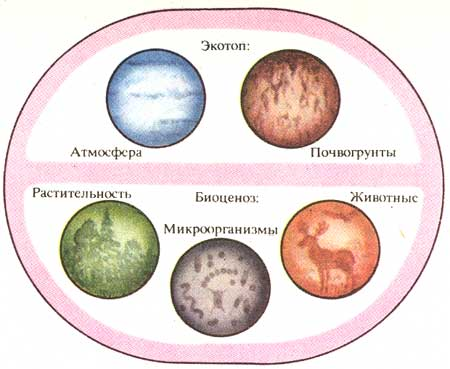 Экотоп:
Атмосфера
Почвогрунты
Растительность
Биоценоз:
Животные
Микроорганизмы